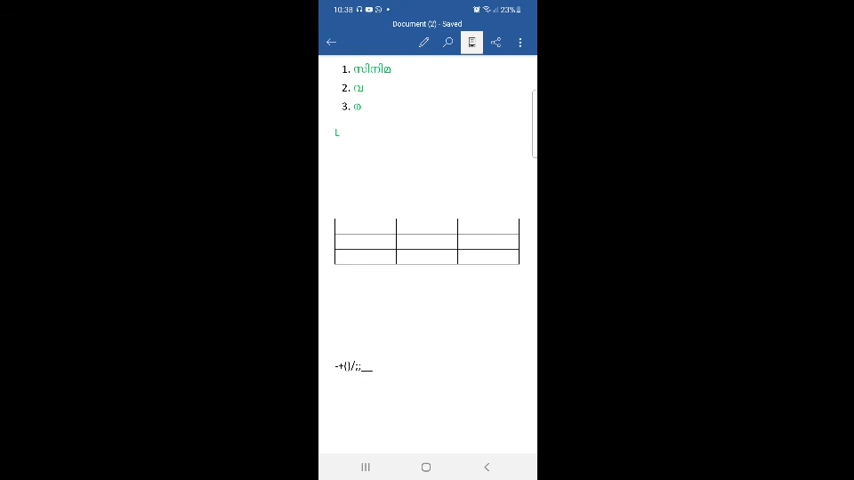 10:38 23%
Document (2) - Saved
1. സിനിമ
2. വ
3. ര
L
-+()/;;__